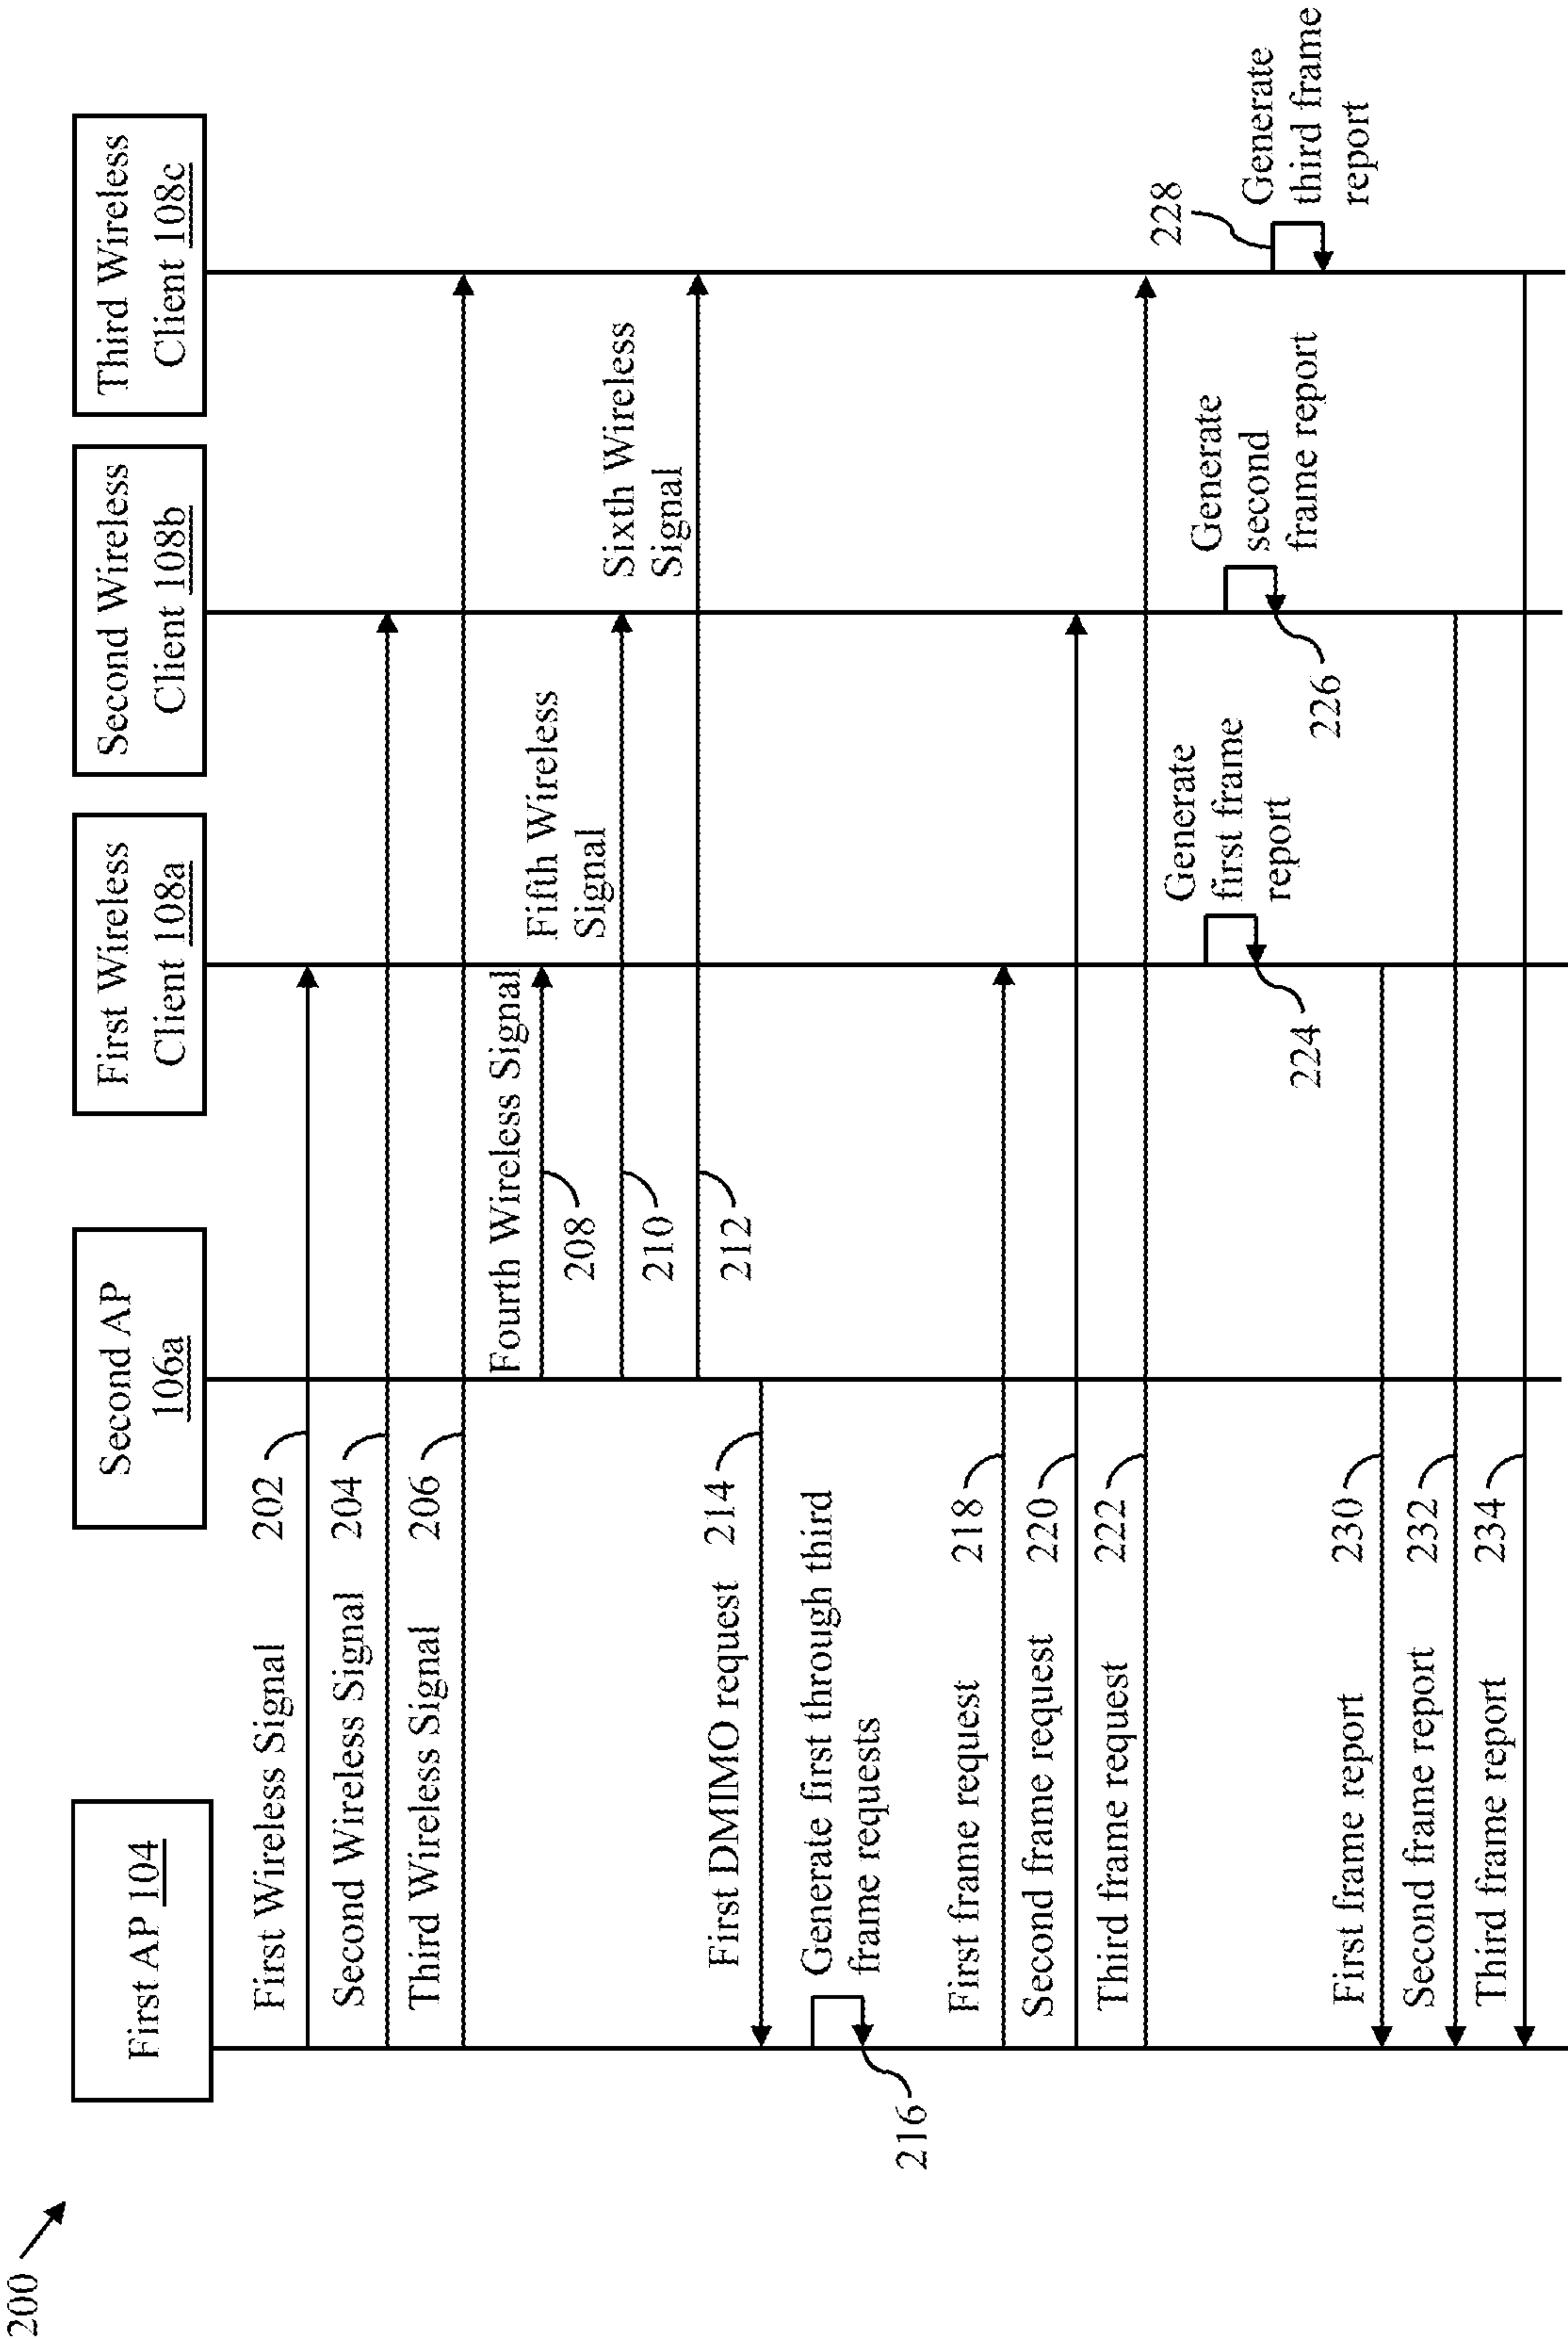 200
First AP 104
Second AP
106a
First Wireless
Client 108a
Second Wireless
Client 108b
Third Wireless
Client 108c
First Wireless Signal
202
Second Wireless Signal
204
Third Wireless Signal
206
Fourth Wireless Signal
208
Fifth Wireless
Signal
210
Sixth Wireless
Signal
212
First DMIMO request
214
Generate first through third
frame requests
216
First frame request
218
Second frame request
220
Third frame request
222
Generate
first frame
report
224
Generate
second
frame report
226
228
Generate
third frame
report
First frame report
230
Second frame report
232
Third frame report
234